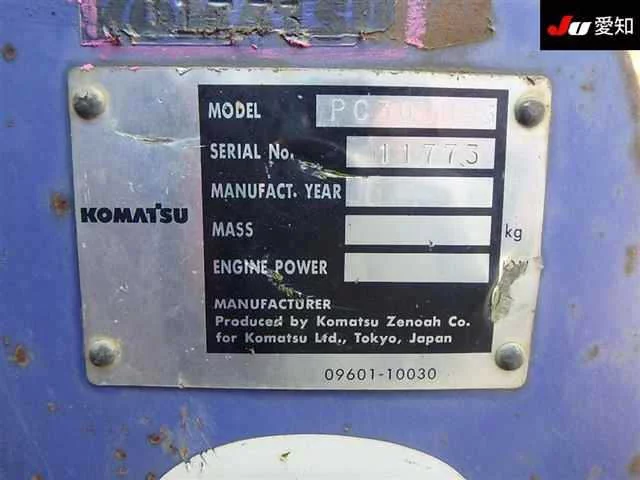 JU 愛知
MODEL PC30
SERIAL No. 11773
MANUFACT. YEAR
KOMATSU
MASS kg
ENGINE POWER
MANUFACTURER
Produced by Komatsu Zenoah Co.
for Komatsu Ltd., Tokyo, Japan
09601-10030